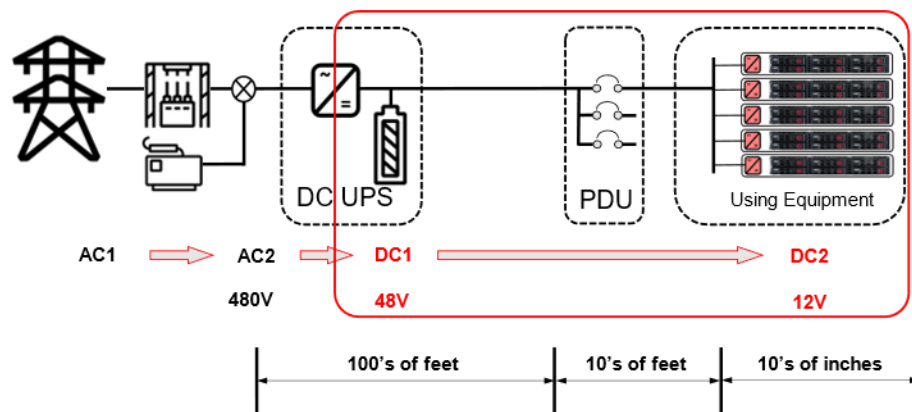 DC UPS
PDU
Using Equipment
AC1
AC2
DC1
DC2
480V
48V
12V
100's of feet
10's of feet
10's of inches